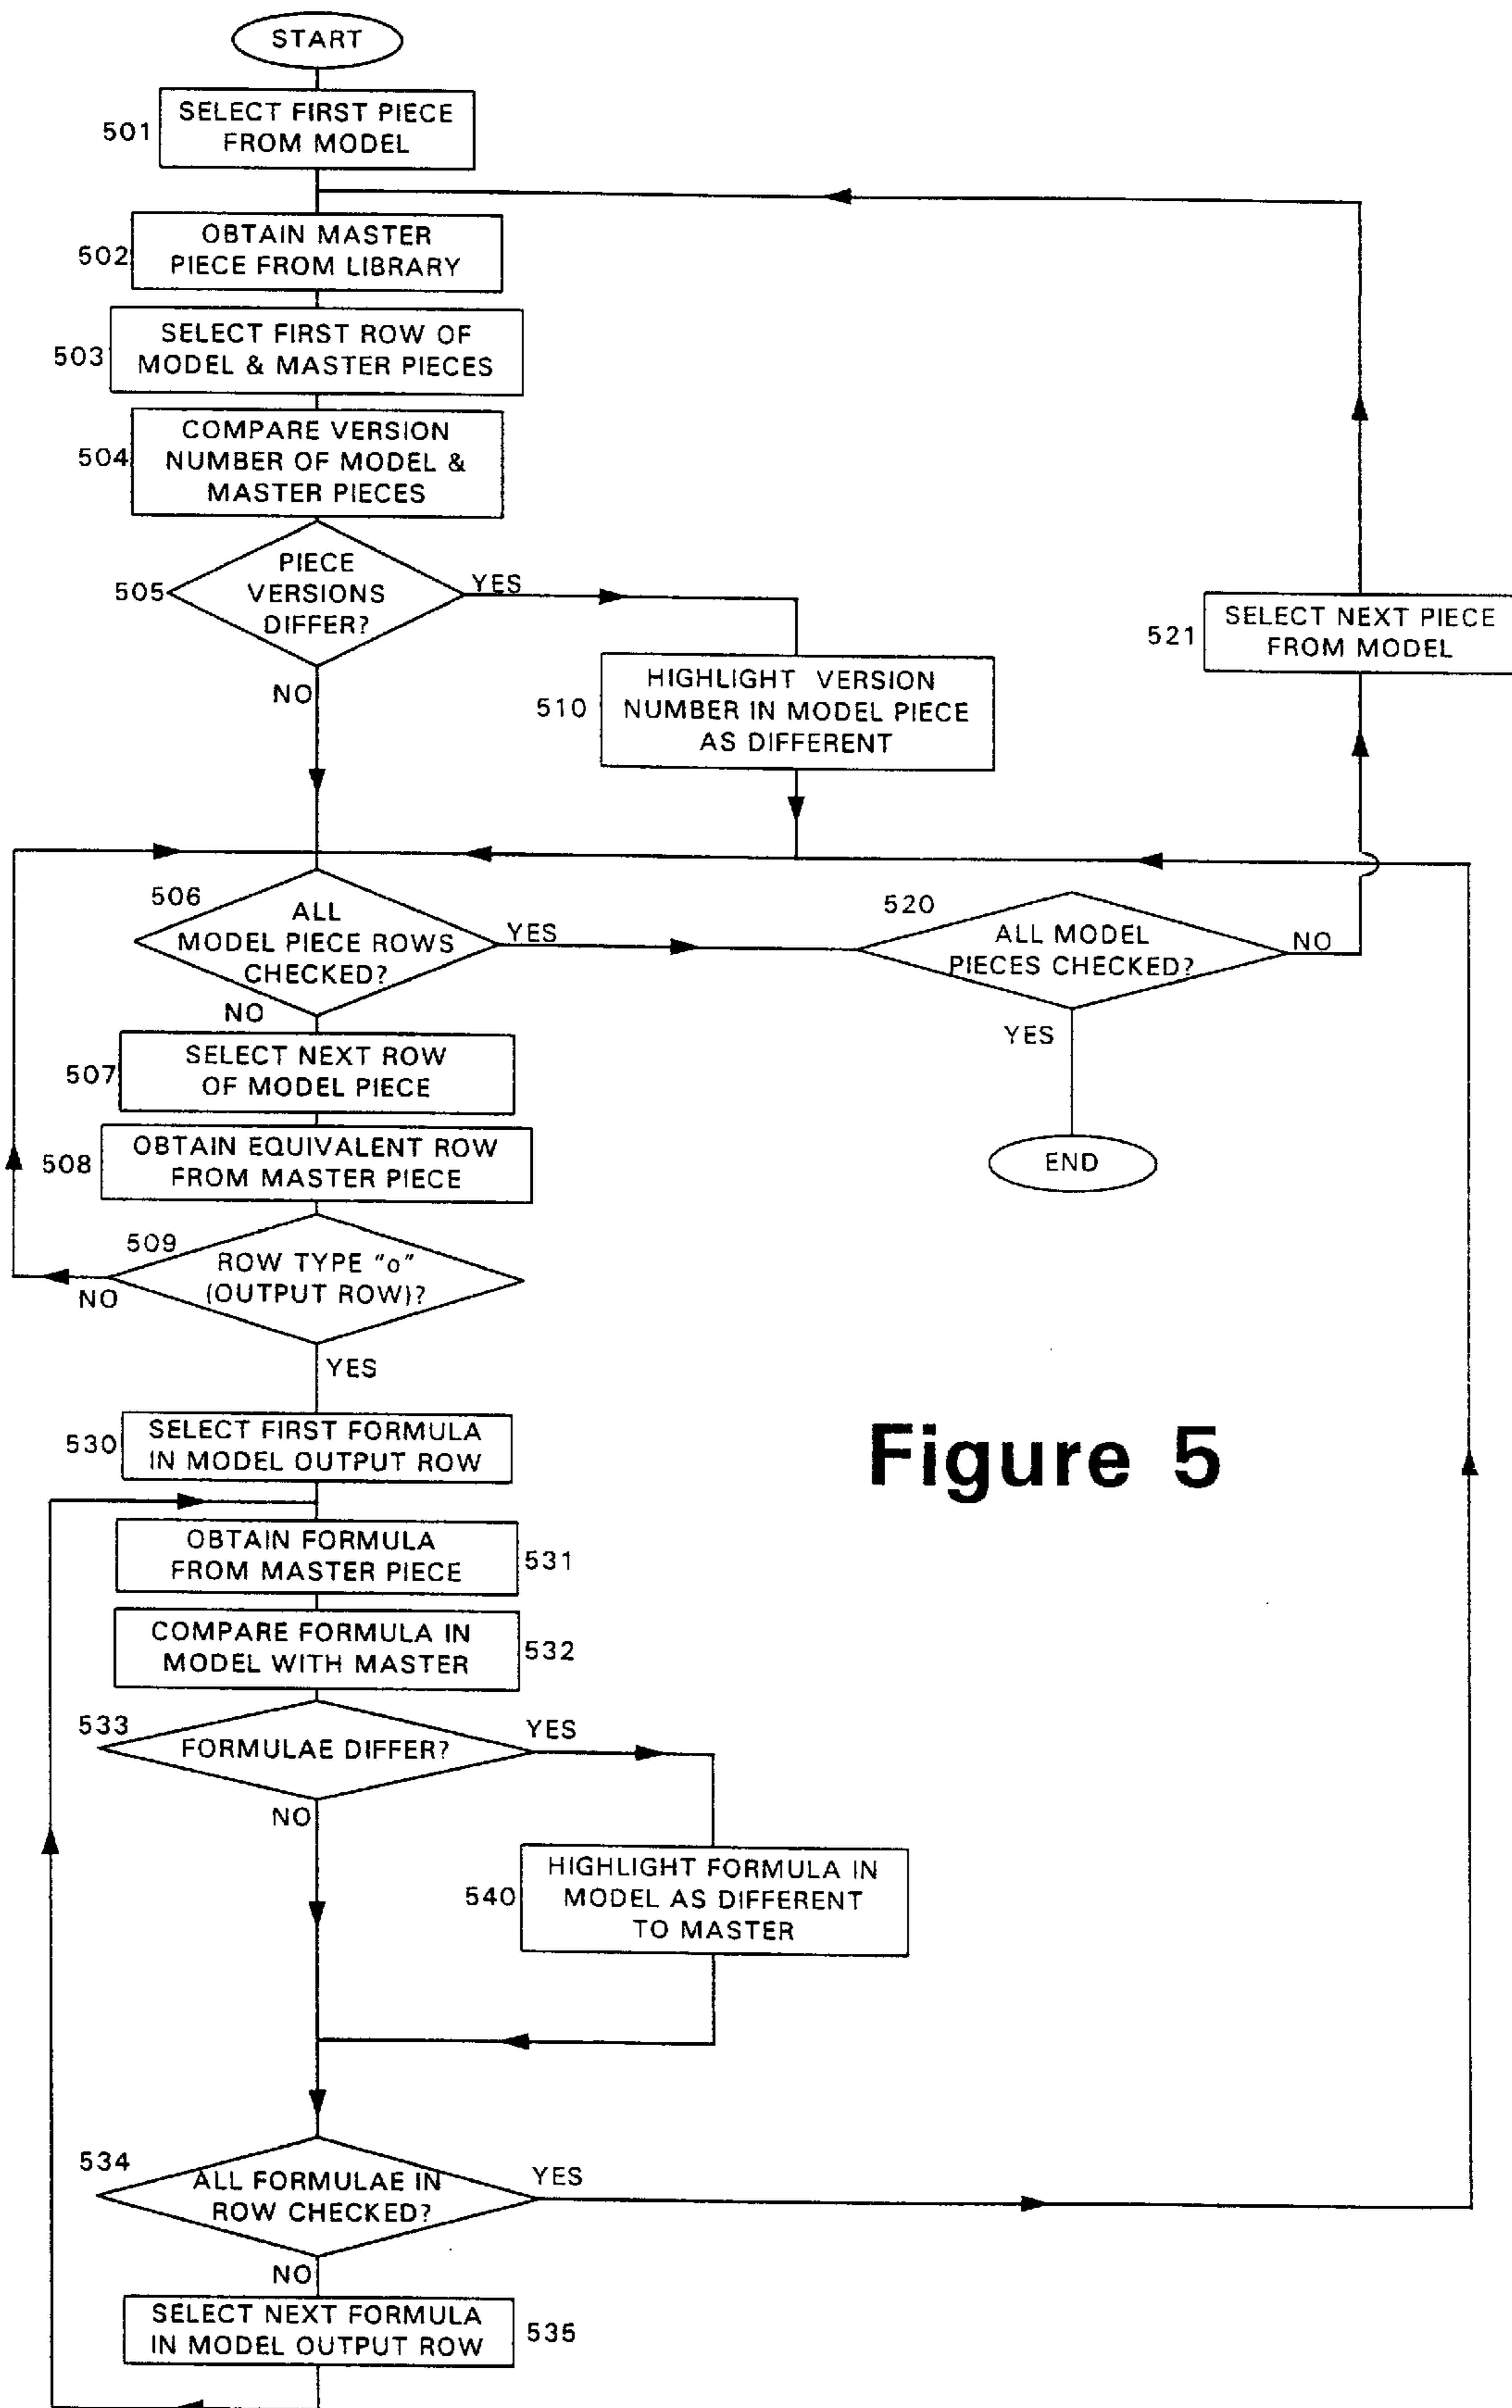 START
501
SELECT FIRST PIECE
FROM MODEL
502
OBTAIN MASTER
PIECE FROM LIBRARY
503
SELECT FIRST ROW OF
MODEL & MASTER PIECES
504
COMPARE VERSION
NUMBER OF MODEL &
MASTER PIECES
505
PIECE
VERSIONS
DIFFER?
YES
NO
510
HIGHLIGHT VERSION
NUMBER IN MODEL PIECE
AS DIFFERENT
521
SELECT NEXT PIECE
FROM MODEL
506
ALL
MODEL PIECE ROWS
CHECKED?
YES
NO
520
ALL MODEL
PIECES CHECKED?
NO
YES
END
507
SELECT NEXT ROW
OF MODEL PIECE
508
OBTAIN EQUIVALENT ROW
FROM MASTER PIECE
509
ROW TYPE "o"
(OUTPUT ROW)?
NO
YES
530
SELECT FIRST FORMULA
IN MODEL OUTPUT ROW
Figure 5
OBTAIN FORMULA
FROM MASTER PIECE
531
COMPARE FORMULA IN
MODEL WITH MASTER
532
533
FORMULAE DIFFER?
YES
NO
540
HIGHLIGHT FORMULA IN
MODEL AS DIFFERENT
TO MASTER
534
ALL FORMULAE IN
ROW CHECKED?
YES
NO
SELECT NEXT FORMULA
IN MODEL OUTPUT ROW
535